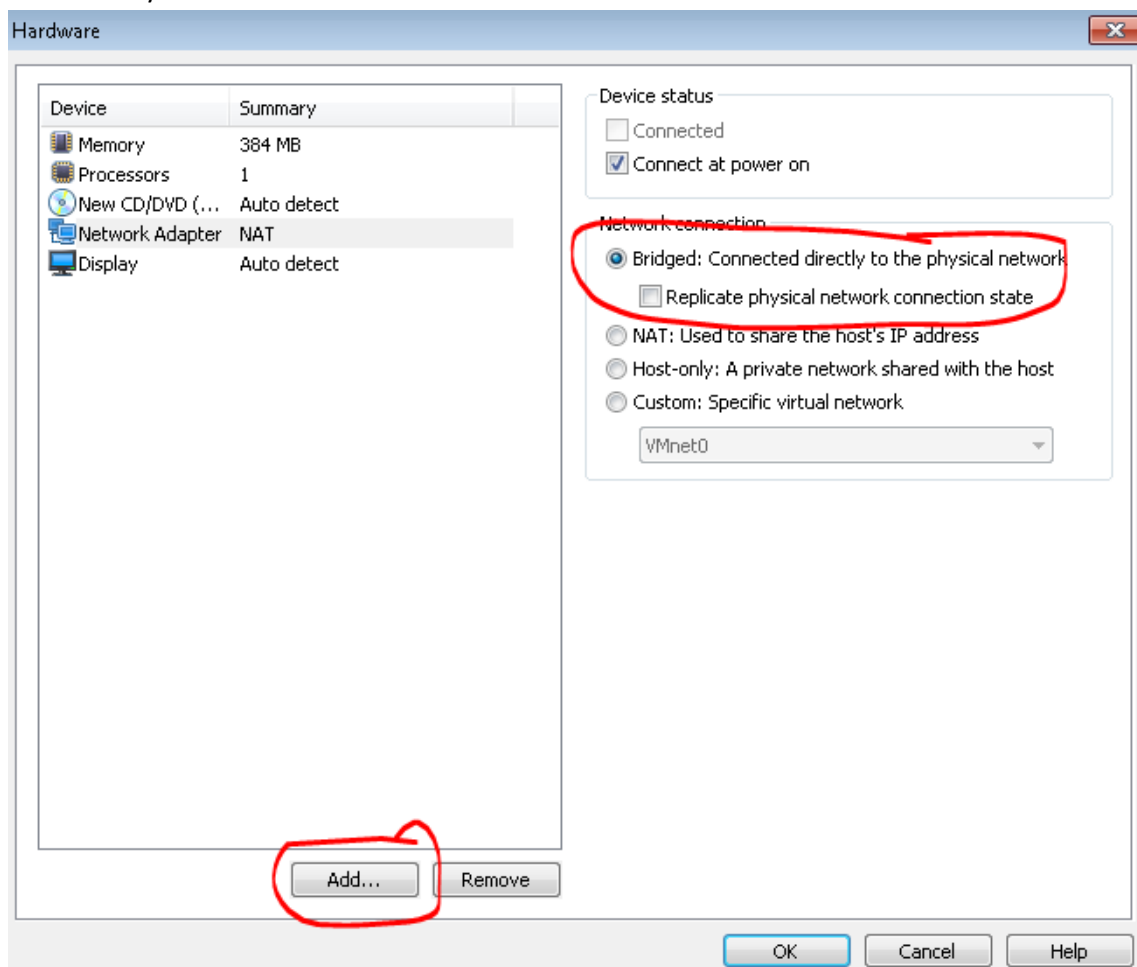 Hardware
Device Summary
Memory 384 MB
Processors 1
New CD/DVD (... Auto detect
Network Adapter NAT
Display Auto detect
Add... Remove
Device status
Connected
Connect at power on
Network connection
Bridged: Connected directly to the physical network
Replicate physical network connection state
NAT: Used to share the host's IP address
Host-only: A private network shared with the host
Custom: Specific virtual network
VMnet0
OK Cancel Help